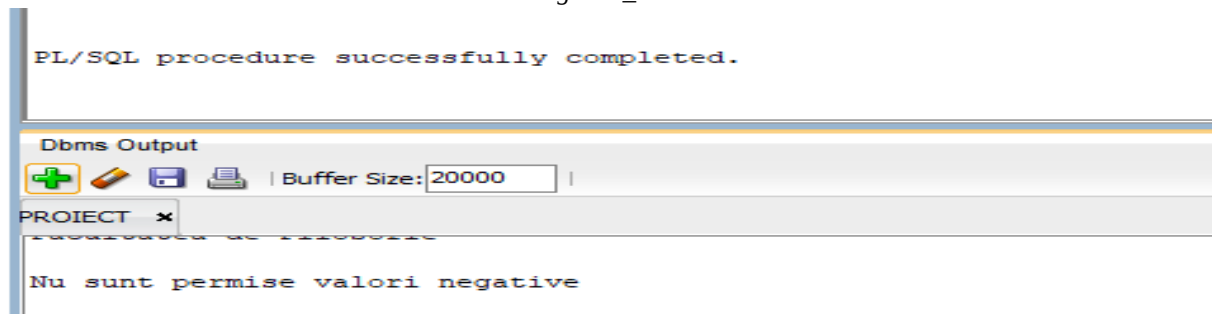 PL/SQL procedure successfully completed.
Dbms Output
Buffer Size: 20000
PROIECT
Nu sunt permise valori negative